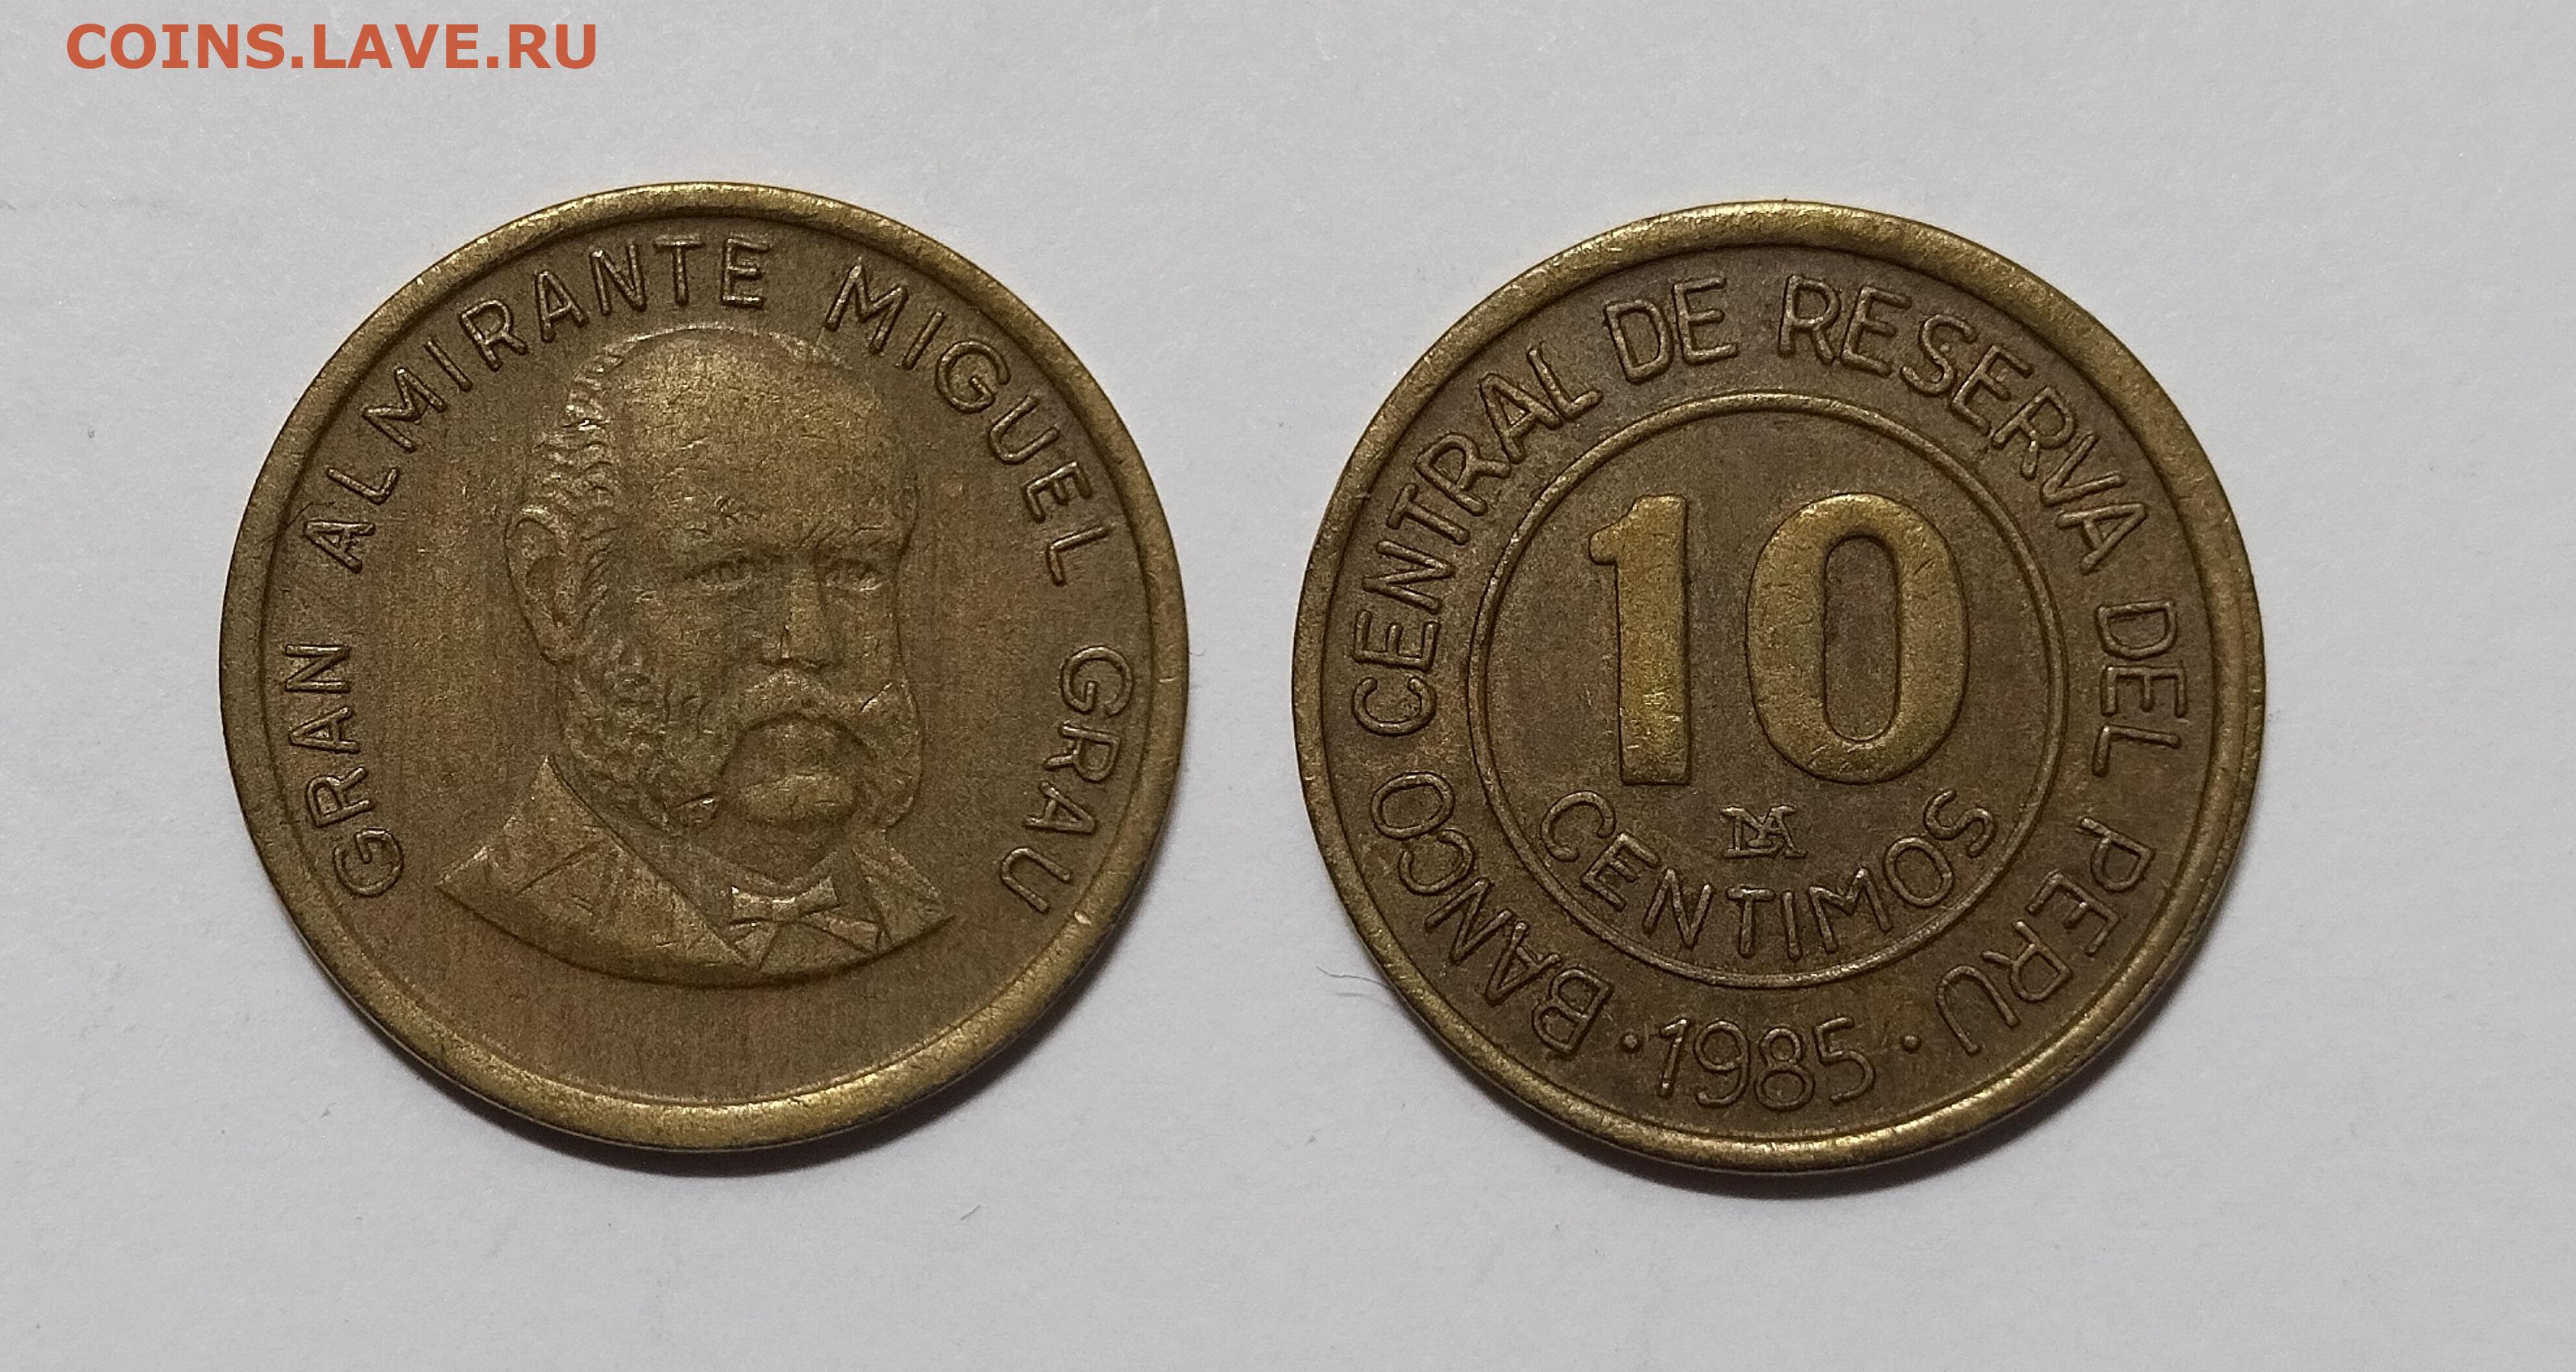 COINS.LAVE.RU
GRAN ALMIRANTE MIGUEL GRAU
BANCO CENTRAL DE RESERVA DEL PERU
10
CENTIMOS
· 1985 ·